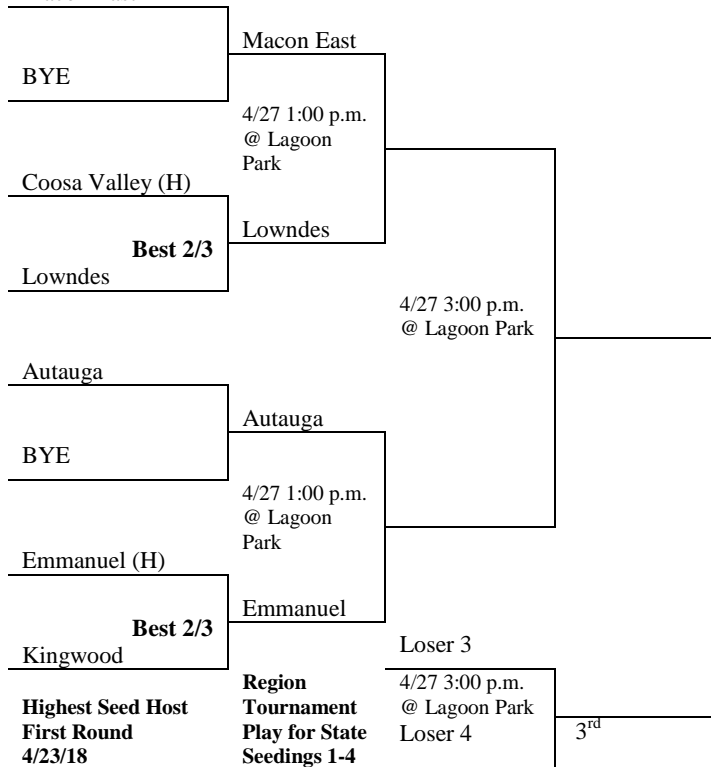 Macon East
BYE
4/27 1:00 p.m.
@ Lagoon
Park
Coosa Valley (H)
Lowndes
Best 2/3
Lowndes
4/27 3:00 p.m.
@ Lagoon Park
Autauga
Autauga
BYE
4/27 1:00 p.m.
@ Lagoon
Park
Emmanuel (H)
Emmanuel
Best 2/3
Kingwood
Loser 3
4/27 3:00 p.m.
@ Lagoon Park
Loser 4
3rd
Highest Seed Host
First Round
4/23/18
Region
Tournament
Play for State
Seedings 1-4